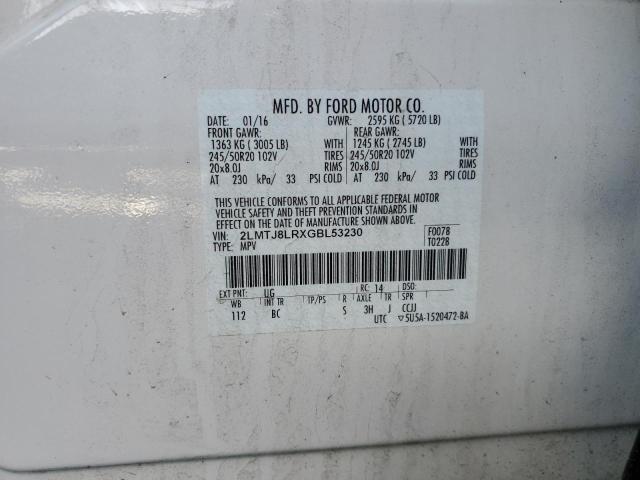 MFD. BY FORD MOTOR CO.
DATE: 01/16 GVWR: 2595 KG ( 5720 LB)
FRONT GAWR: REAR GAWR:
1363 KG ( 3005 LB) WITH 1245 KG ( 2745 LB) WITH
245/50R20 102V TIRES 245/50R20 102V TIRES
20x8.0J RIMS 20x8.0J RIMS
AT 230 kPa/ 33 PSI COLD AT 230 kPa/ 33 PSI COLD
THIS VEHICLE CONFORMS TO ALL APPLICABLE FEDERAL MOTOR
VEHICLE SAFETY AND THEFT PREVENTION STANDARDS IN
EFFECT ON THE DATE OF MANUFACTURE SHOWN ABOVE.
VIN: 2LMTJ8LRXGBL53230 F0078
TYPE: MPV T0228
EXT PNT: UG RC: 14 DSO:
WB INT TR TP/PS R AXLE TR SPR
112 BC S 3H J CCJJ
UTC ▽5U5A-1520472-BA